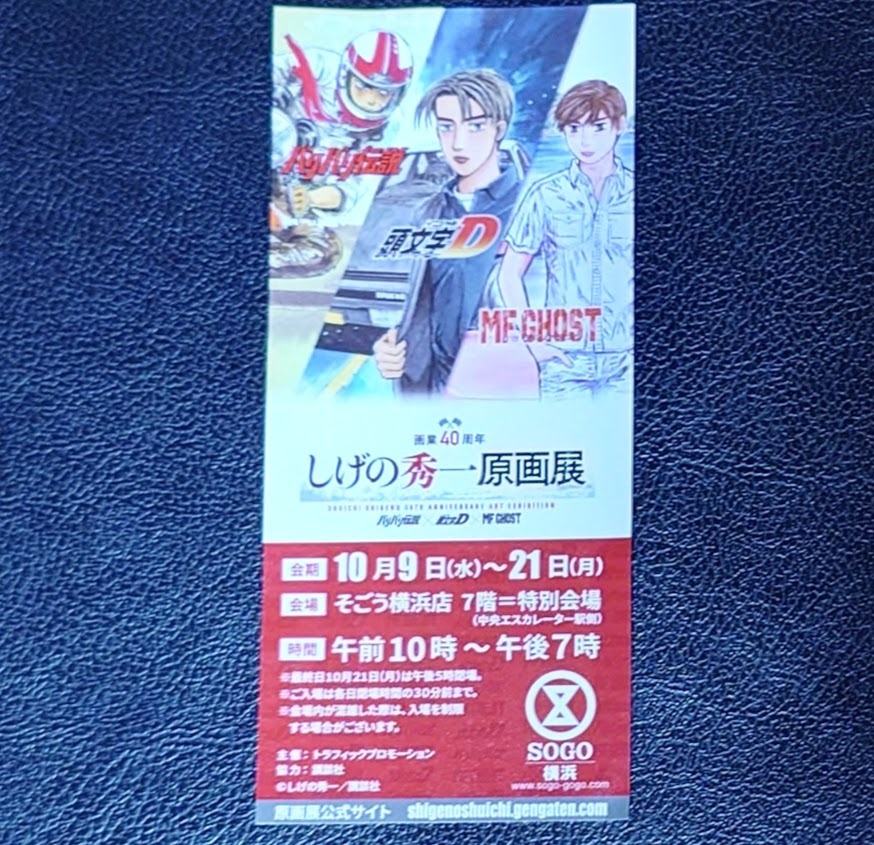 バリバリ伝説
頭文字D
MF GHOST
画業40周年
しげの秀一原画展
SHUICHI SHIGENO 40TH ANNIVERSARY ART EXHIBITION
バリバリ伝説×頭文字D×MF GHOST
会期 10月9日(水)～21日(月)
会場 そごう横浜店 7階=特別会場
(中央エスカレーター駅側)
時間 午前10時～午後7時
※最終日10月21日(月)は午後5時閉場。
※ご入場は各日閉場時間の30分前まで。
※会場内が混雑した際は、入場を制限
する場合がございます。
主催：トラフィックプロモーション
協力：講談社
©しげの秀一／講談社
SOGO
横浜
www.sogo-gogo.com
原画展公式サイト shigenoshuichi.gengaten.com